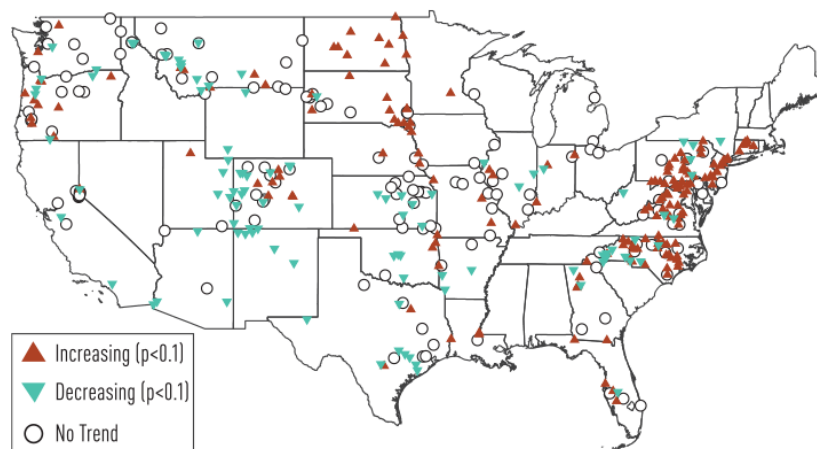 Increasing (p<0.1)
Decreasing (p<0.1)
No Trend